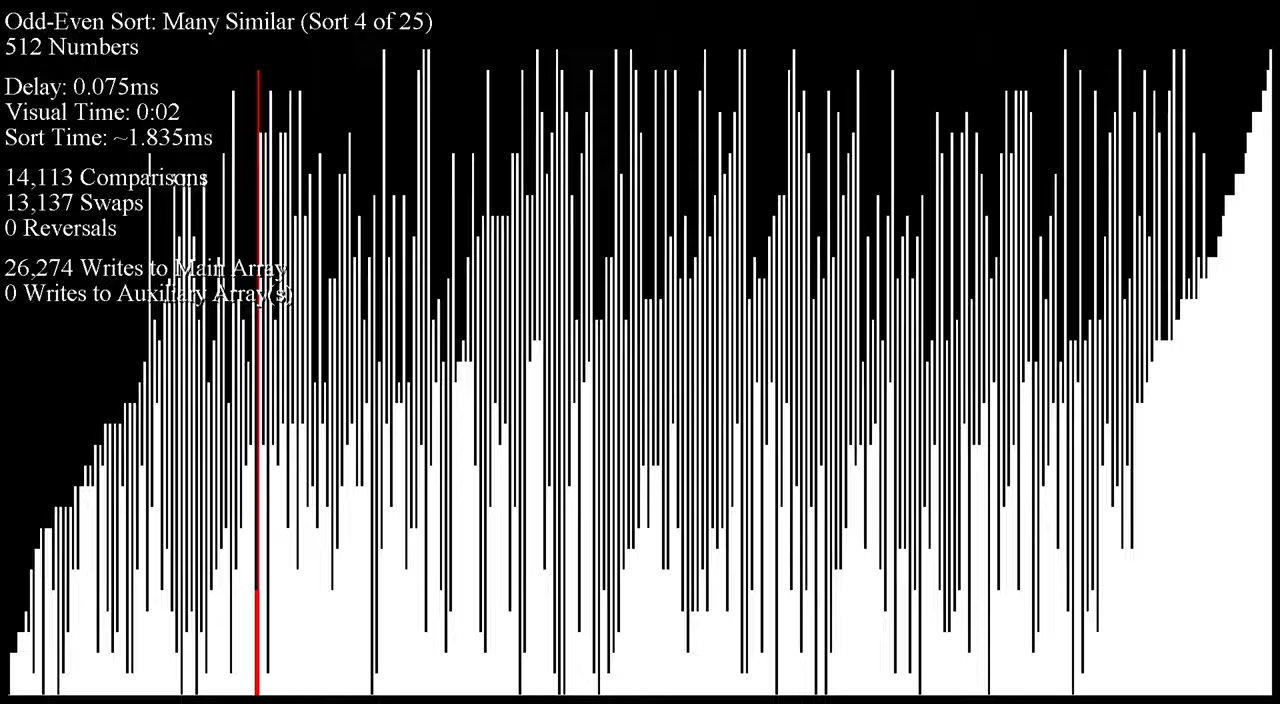 Odd-Even Sort: Many Similar (Sort 4 of 25)
512 Numbers
Delay: 0.075ms
Visual Time: 0:02
Sort Time: ~1.835ms
14,113 Comparisons
13,137 Swaps
0 Reversals
26,274 Writes to Main Array
0 Writes to Auxiliary Array(s)